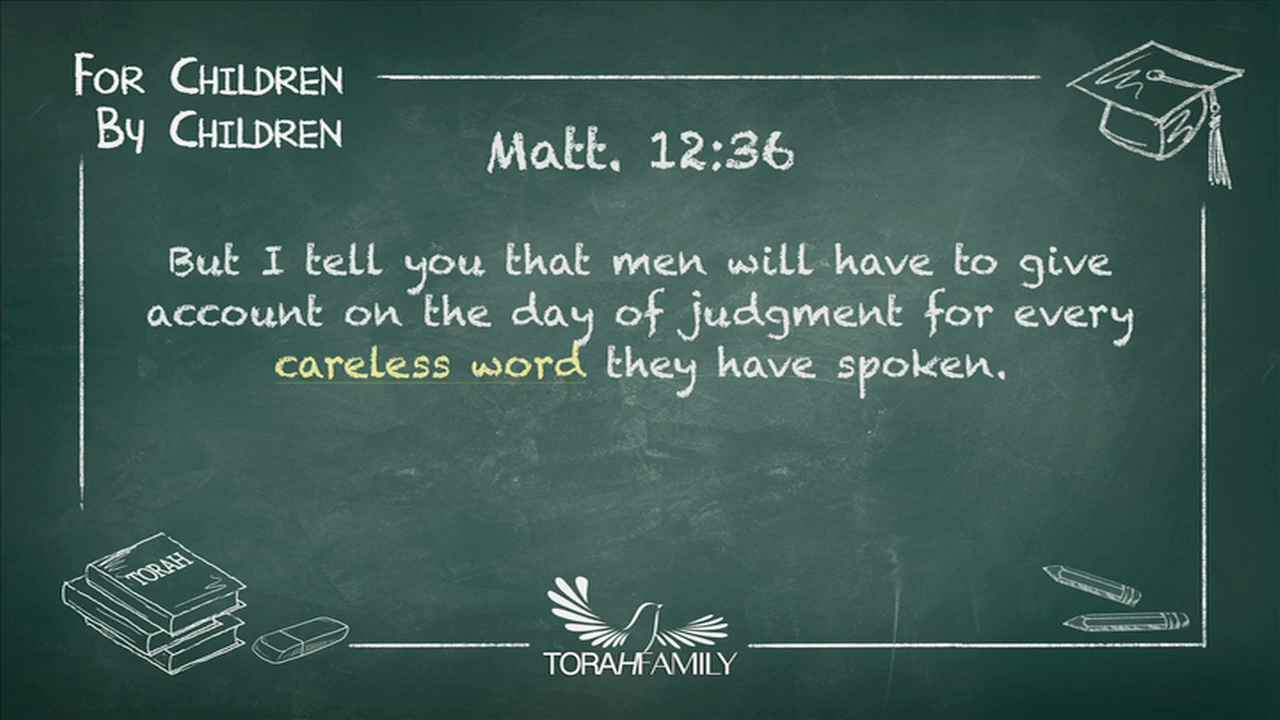 For Children
By Children
Matt. 12:36
But I tell you that men will have to give
account on the day of judgment for every
careless word they have spoken.
TORAH
TORAHFAMILY